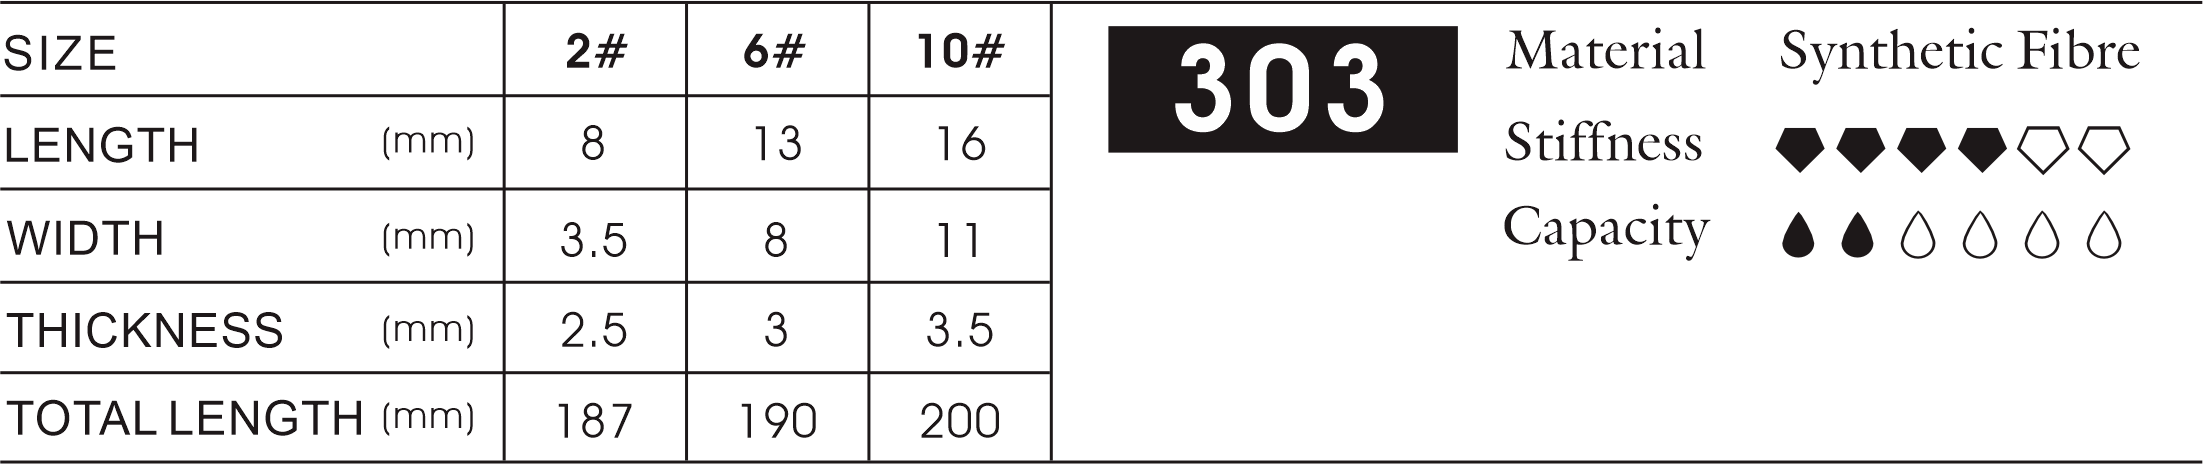 SIZE 2# 6# 10#
LENGTH (mm) 8 13 16
WIDTH (mm) 3.5 8 11
THICKNESS (mm) 2.5 3 3.5
TOTAL LENGTH (mm) 187 190 200
303
Material Synthetic Fibre
Stiffness
Capacity